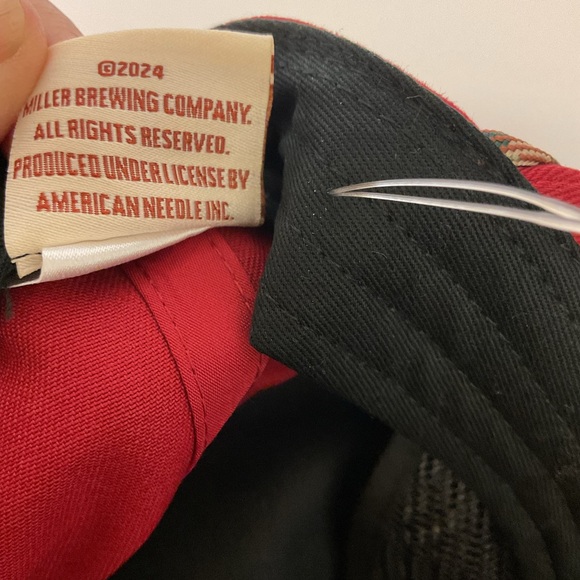 ©2024
MILLER BREWING COMPANY.
ALL RIGHTS RESERVED.
PRODUCED UNDER LICENSE BY
AMERICAN NEEDLE INC.